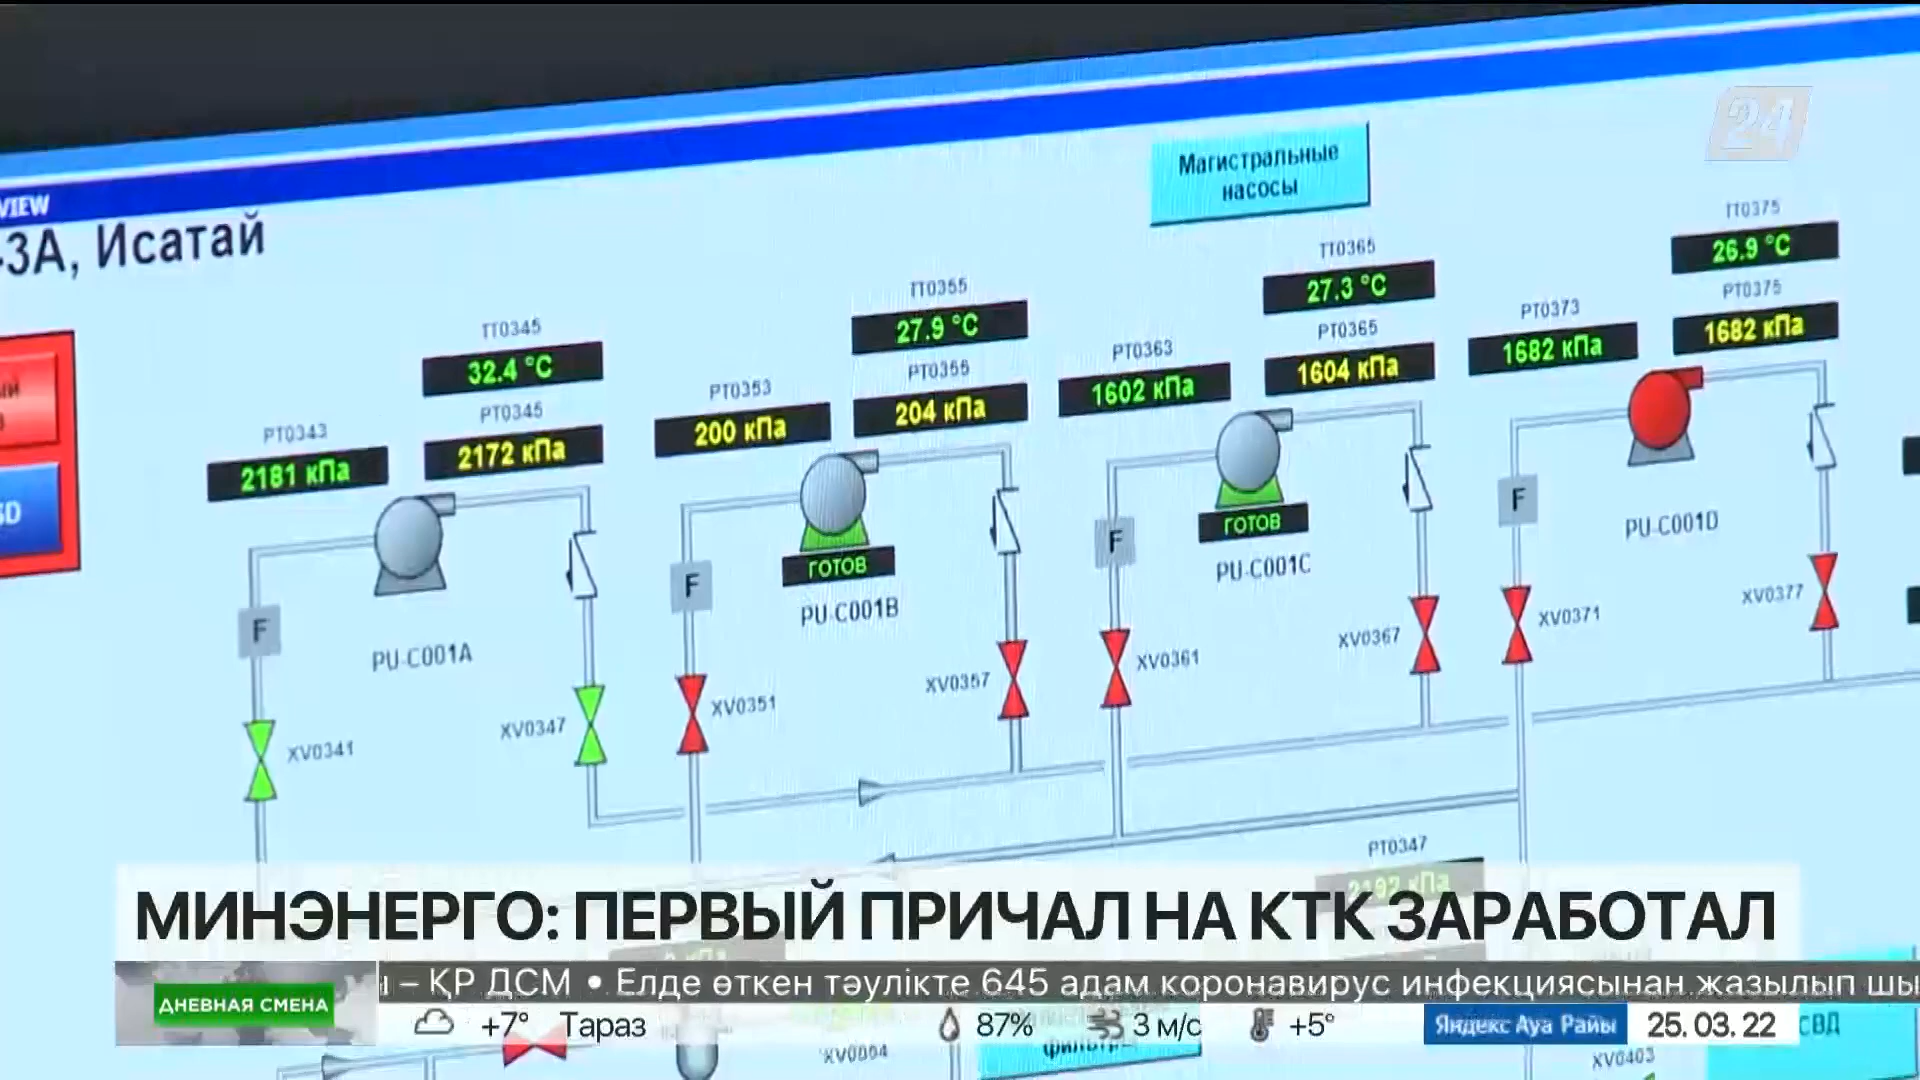 24
VIEW
-3А, Исатай
Магистральные
насосы
TT0345
32.4 °C
PT0345
2172 кПа
PT0343
2181 кПа
TT0355
27.9 °C
PT0355
204 кПа
PT0353
200 кПа
TT0365
27.3 °C
PT0365
1604 кПа
PT0363
1602 кПа
TT0375
26.9 °C
PT0375
1682 кПа
PT0373
1682 кПа
F
PU-C001A
XV0341
XV0347
F
ГОТОВ
PU-C001B
XV0351
XV0357
F
ГОТОВ
PU-C001C
XV0361
XV0367
F
PU-C001D
XV0371
XV0377
PT0347
2192 кПа
МИНЭНЕРГО: ПЕРВЫЙ ПРИЧАЛ НА КТК ЗАРАБОТАЛ
– ҚР ДСМ • Елде өткен тәулікте 645 адам коронавирус инфекциясынан жазылып шы
ДНЕВНАЯ СМЕНА
+7° Тараз
87%
3 м/с
+5°
Яндекс Ауа Райы
25. 03. 22
СВД
XV0403